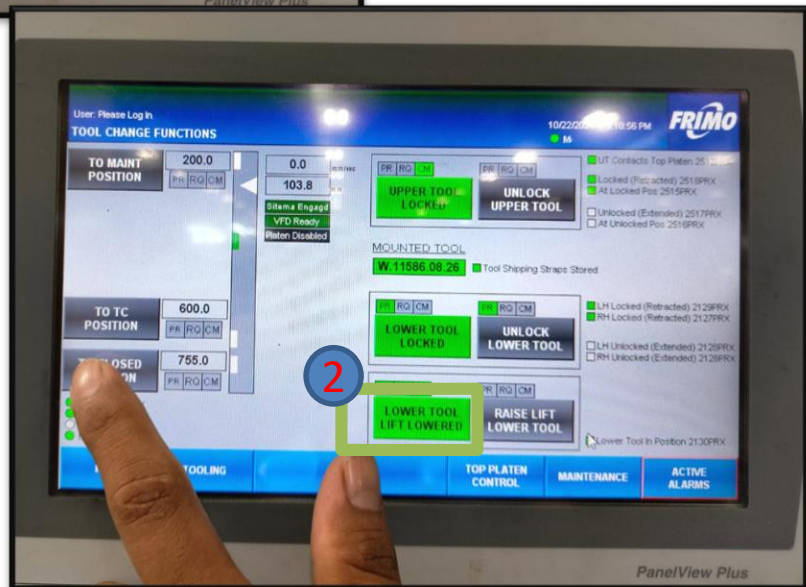 PanelView Plus
User: Please Log In
TOOL CHANGE FUNCTIONS
FRIMO
TO MAINT POSITION
200.0
PR RQ CM
0.0
103.8
Sitema Engagd
VFD Ready
Platen Disabled
PR RQ CM
UPPER TOOL LOCKED
PR RQ CM
UNLOCK UPPER TOOL
UT Contacts Top Platen
Locked (Retracted) 2518PRX
At Locked Pos 2515PRX
Unlocked (Extended) 2517PRX
At Unlocked Pos 2516PRX
MOUNTED TOOL
W.11586.08.26
Tool Shipping Straps Stored
TO TC POSITION
600.0
PR RQ CM
755.0
PR RQ CM
PR RQ CM
LOWER TOOL LOCKED
PR RQ CM
UNLOCK LOWER TOOL
LH Locked (Retracted) 2129PRX
RH Locked (Retracted) 2127PRX
LH Unlocked (Extended) 2128PRX
RH Unlocked (Extended) 2126PRX
2
LOWER TOOL LIFT LOWERED
PR RQ CM
RAISE LIFT LOWER TOOL
Lower Tool In Position 2130PRX
TOOLING
TOP PLATEN CONTROL
MAINTENANCE
ACTIVE ALARMS
PanelView Plus